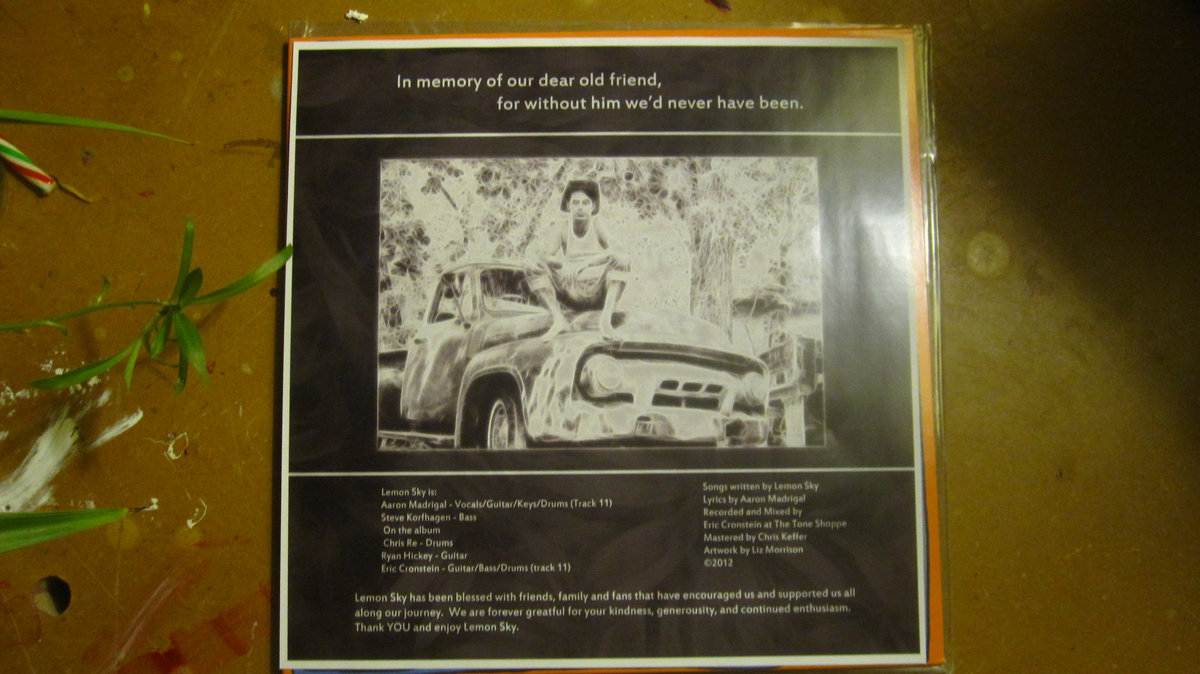 In memory of our dear old friend,
for without him we'd never have been.
Lemon Sky is:
Aaron Madrigal - Vocals/Guitar/Keys/Drums (Track 11)
Steve Korfhagen - Bass
On the album
Chris Re - Drums
Ryan Hickey - Guitar
Eric Cronstein - Guitar/Bass/Drums (track 11)
Songs written by Lemon Sky
Lyrics by Aaron Madrigal
Recorded and Mixed by
Eric Cronstein at The Tone Shoppe
Mastered by Chris Keffer
Artwork by Liz Morrison
©2012
Lemon Sky has been blessed with friends, family and fans that have encouraged us and supported us all
along our journey. We are forever greatful for your kindness, generousity, and continued enthusiasm.
Thank YOU and enjoy Lemon Sky.